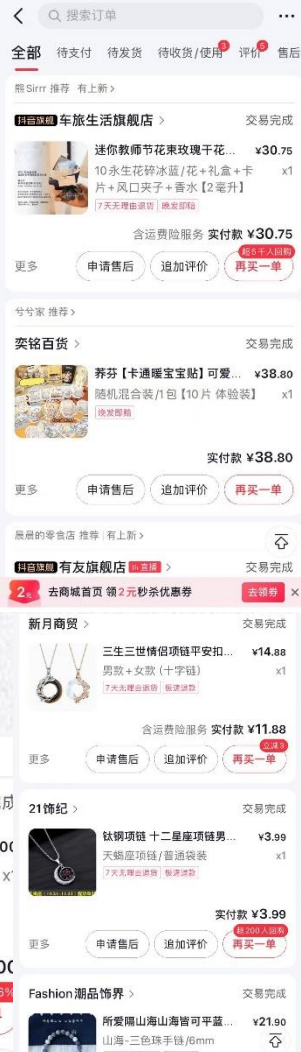 搜索订单
全部 待支付 待发货 待收货/使用 3 评价 6 售后
熊Sirrr 推荐 有上新>
抖音旗舰 车旅生活旗舰店> 交易完成
迷你教师节花束玫瑰干花... ¥30.75
10永生花碎冰蓝/花+礼盒+卡 x1
片+风口夹子+香水【2毫升】
7天无理由退货 晚发即赔
含运费险服务 实付款 ¥30.75
超5千人回购
更多 申请售后 追加评价 再买一单
兮兮家 推荐>
奕铭百货> 交易完成
荞芬【卡通暖宝宝贴】可爱... ¥38.80
随机混合装/1包【10片 体验装】 x1
晚发即赔
实付款 ¥38.80
更多 申请售后 追加评价 再买一单
晨晨的零食店 推荐 有上新>
抖音旗舰 有友旗舰店 直播> 交易完成
2元 去商城首页 领2元秒杀优惠券 去领券 ×
新月商贸> 交易完成
三生三世情侣项链平安扣... ¥14.88
男款+女款 (十字链) x1
7天无理由退货 极速退款
含运费险服务 实付款 ¥11.88
立减3
更多 申请售后 追加评价 再买一单
21饰纪> 交易完成
钛钢项链 十二星座项链男... ¥3.99
天蝎座项链/普通袋装 x1
7天无理由退货 极速退款
实付款 ¥3.99
超200人回购
更多 申请售后 追加评价 再买一单
Fashion潮品饰界> 交易完成
所爱隔山海山海皆可平蓝... ¥21.90
山海-三色珠手链/6mm